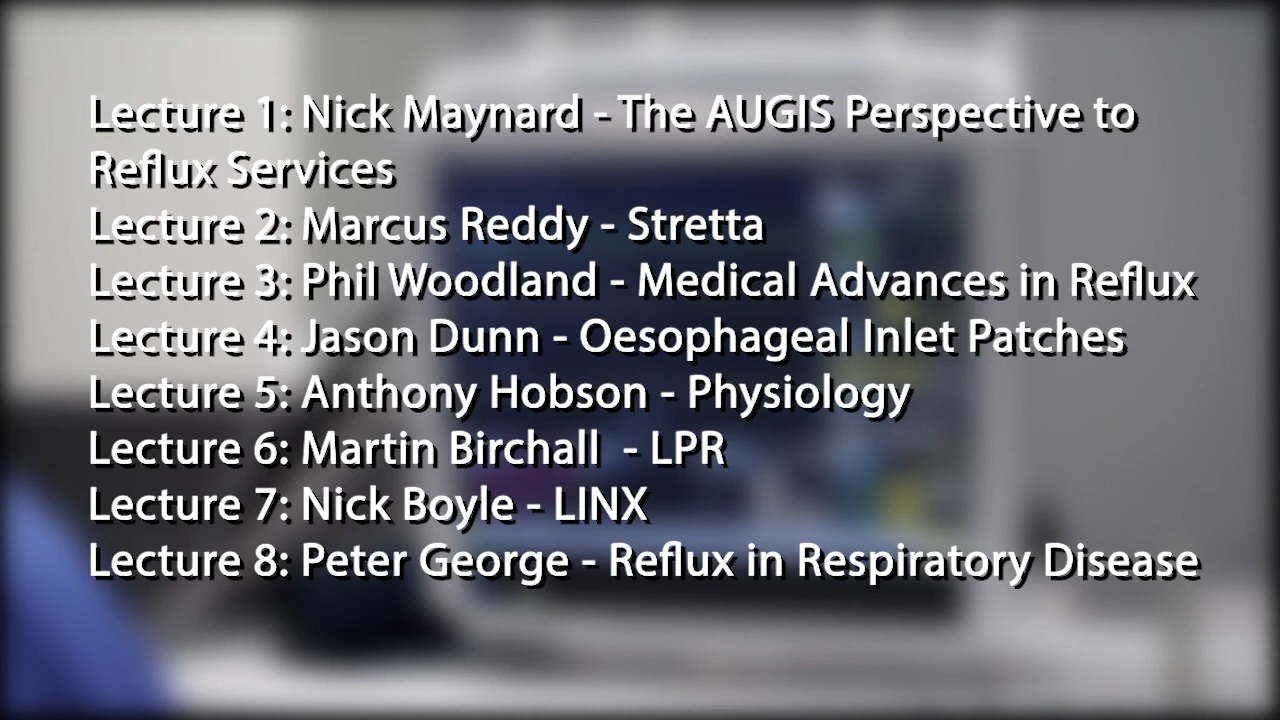 Lecture 1: Nick Maynard - The AUGIS Perspective to
Reflux Services
Lecture 2: Marcus Reddy - Stretta
Lecture 3: Phil Woodland - Medical Advances in Reflux
Lecture 4: Jason Dunn - Oesophageal Inlet Patches
Lecture 5: Anthony Hobson - Physiology
Lecture 6: Martin Birchall  - LPR
Lecture 7: Nick Boyle - LINX
Lecture 8: Peter George - Reflux in Respiratory Disease